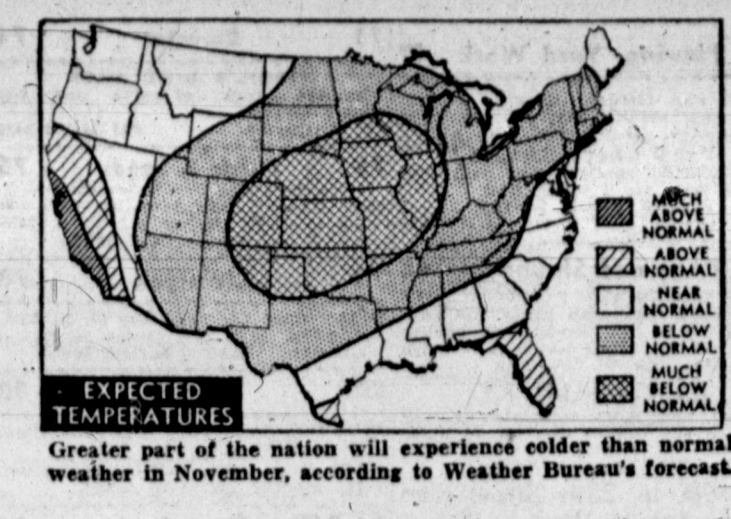 MUCH
ABOVE
NORMAL
ABOVE
NORMAL
NEAR
NORMAL
BELOW
NORMAL
MUCH
BELOW
NORMAL
EXPECTED
TEMPERATURES
Greater part of the nation will experience colder than normal
weather in November, according to Weather Bureau's forecast.